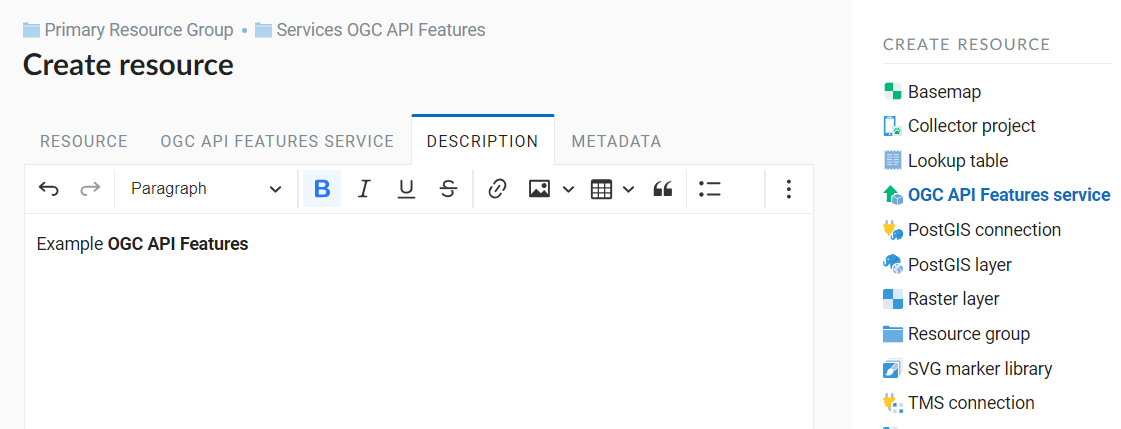 Primary Resource Group • Services OGC API Features
Create resource
RESOURCE OGC API FEATURES SERVICE DESCRIPTION METADATA
Paragraph B I U S
Example OGC API Features
CREATE RESOURCE
Basemap
Collector project
Lookup table
OGC API Features service
PostGIS connection
PostGIS layer
Raster layer
Resource group
SVG marker library
TMS connection